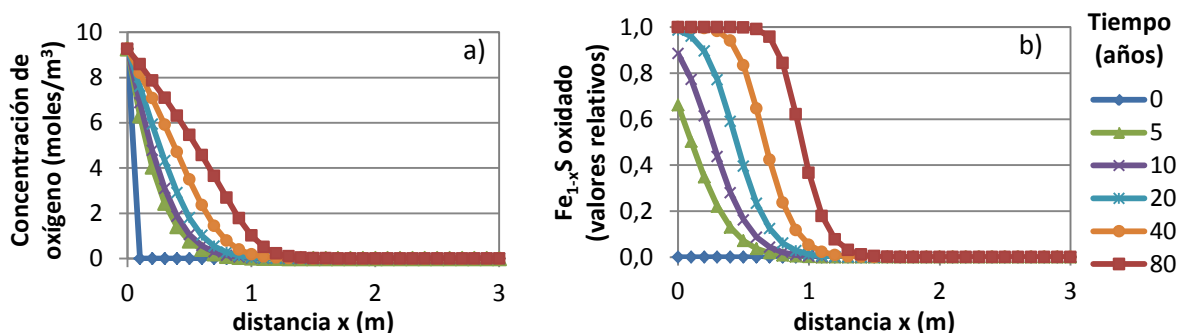 Concentración de
oxígeno (moles/m³)
10
8
6
4
2
0
a)
0 1 2 3
distancia x (m)
Fe1-xS oxidado
(valores relativos)
1,0
0,8
0,6
0,4
0,2
0,0
b)
0 1 2 3
distancia x (m)
Tiempo
(años)
0
5
10
20
40
80